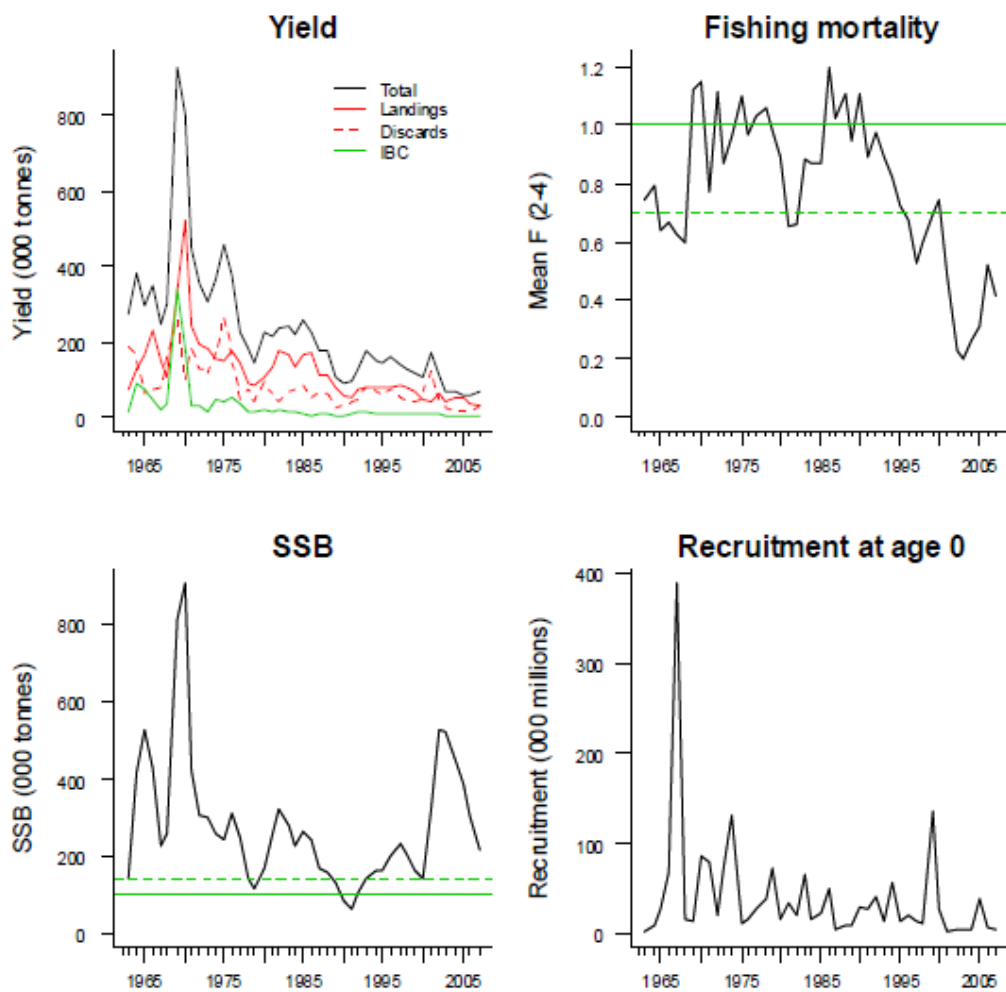 Yield
Yield (000 tonnes)
800
600
400
200
0
Total
Landings
Discards
IBC
1965 1975 1985 1995 2005
Fishing mortality
Mean F (2-4)
1.2
1.0
0.8
0.6
0.4
0.2
0.0
1965 1975 1985 1995 2005
SSB
SSB (000 tonnes)
800
600
400
200
0
1965 1975 1985 1995 2005
Recruitment at age 0
Recruitment (000 millions)
400
300
200
100
0
1965 1975 1985 1995 2005